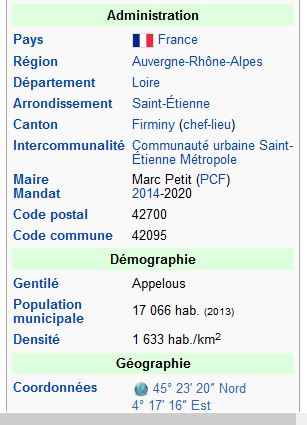 Administration
Pays France
Région Auvergne-Rhône-Alpes
Département Loire
Arrondissement Saint-Étienne
Canton Firminy (chef-lieu)
Intercommunalité Communauté urbaine Saint-
Étienne Métropole
Maire Marc Petit (PCF)
Mandat 2014-2020
Code postal 42700
Code commune 42095
Démographie
Gentilé Appelous
Population
municipale 17 066 hab. (2013)
Densité 1 633 hab./km2
Géographie
Coordonnées 45° 23′ 20″ Nord
4° 17′ 16″ Est